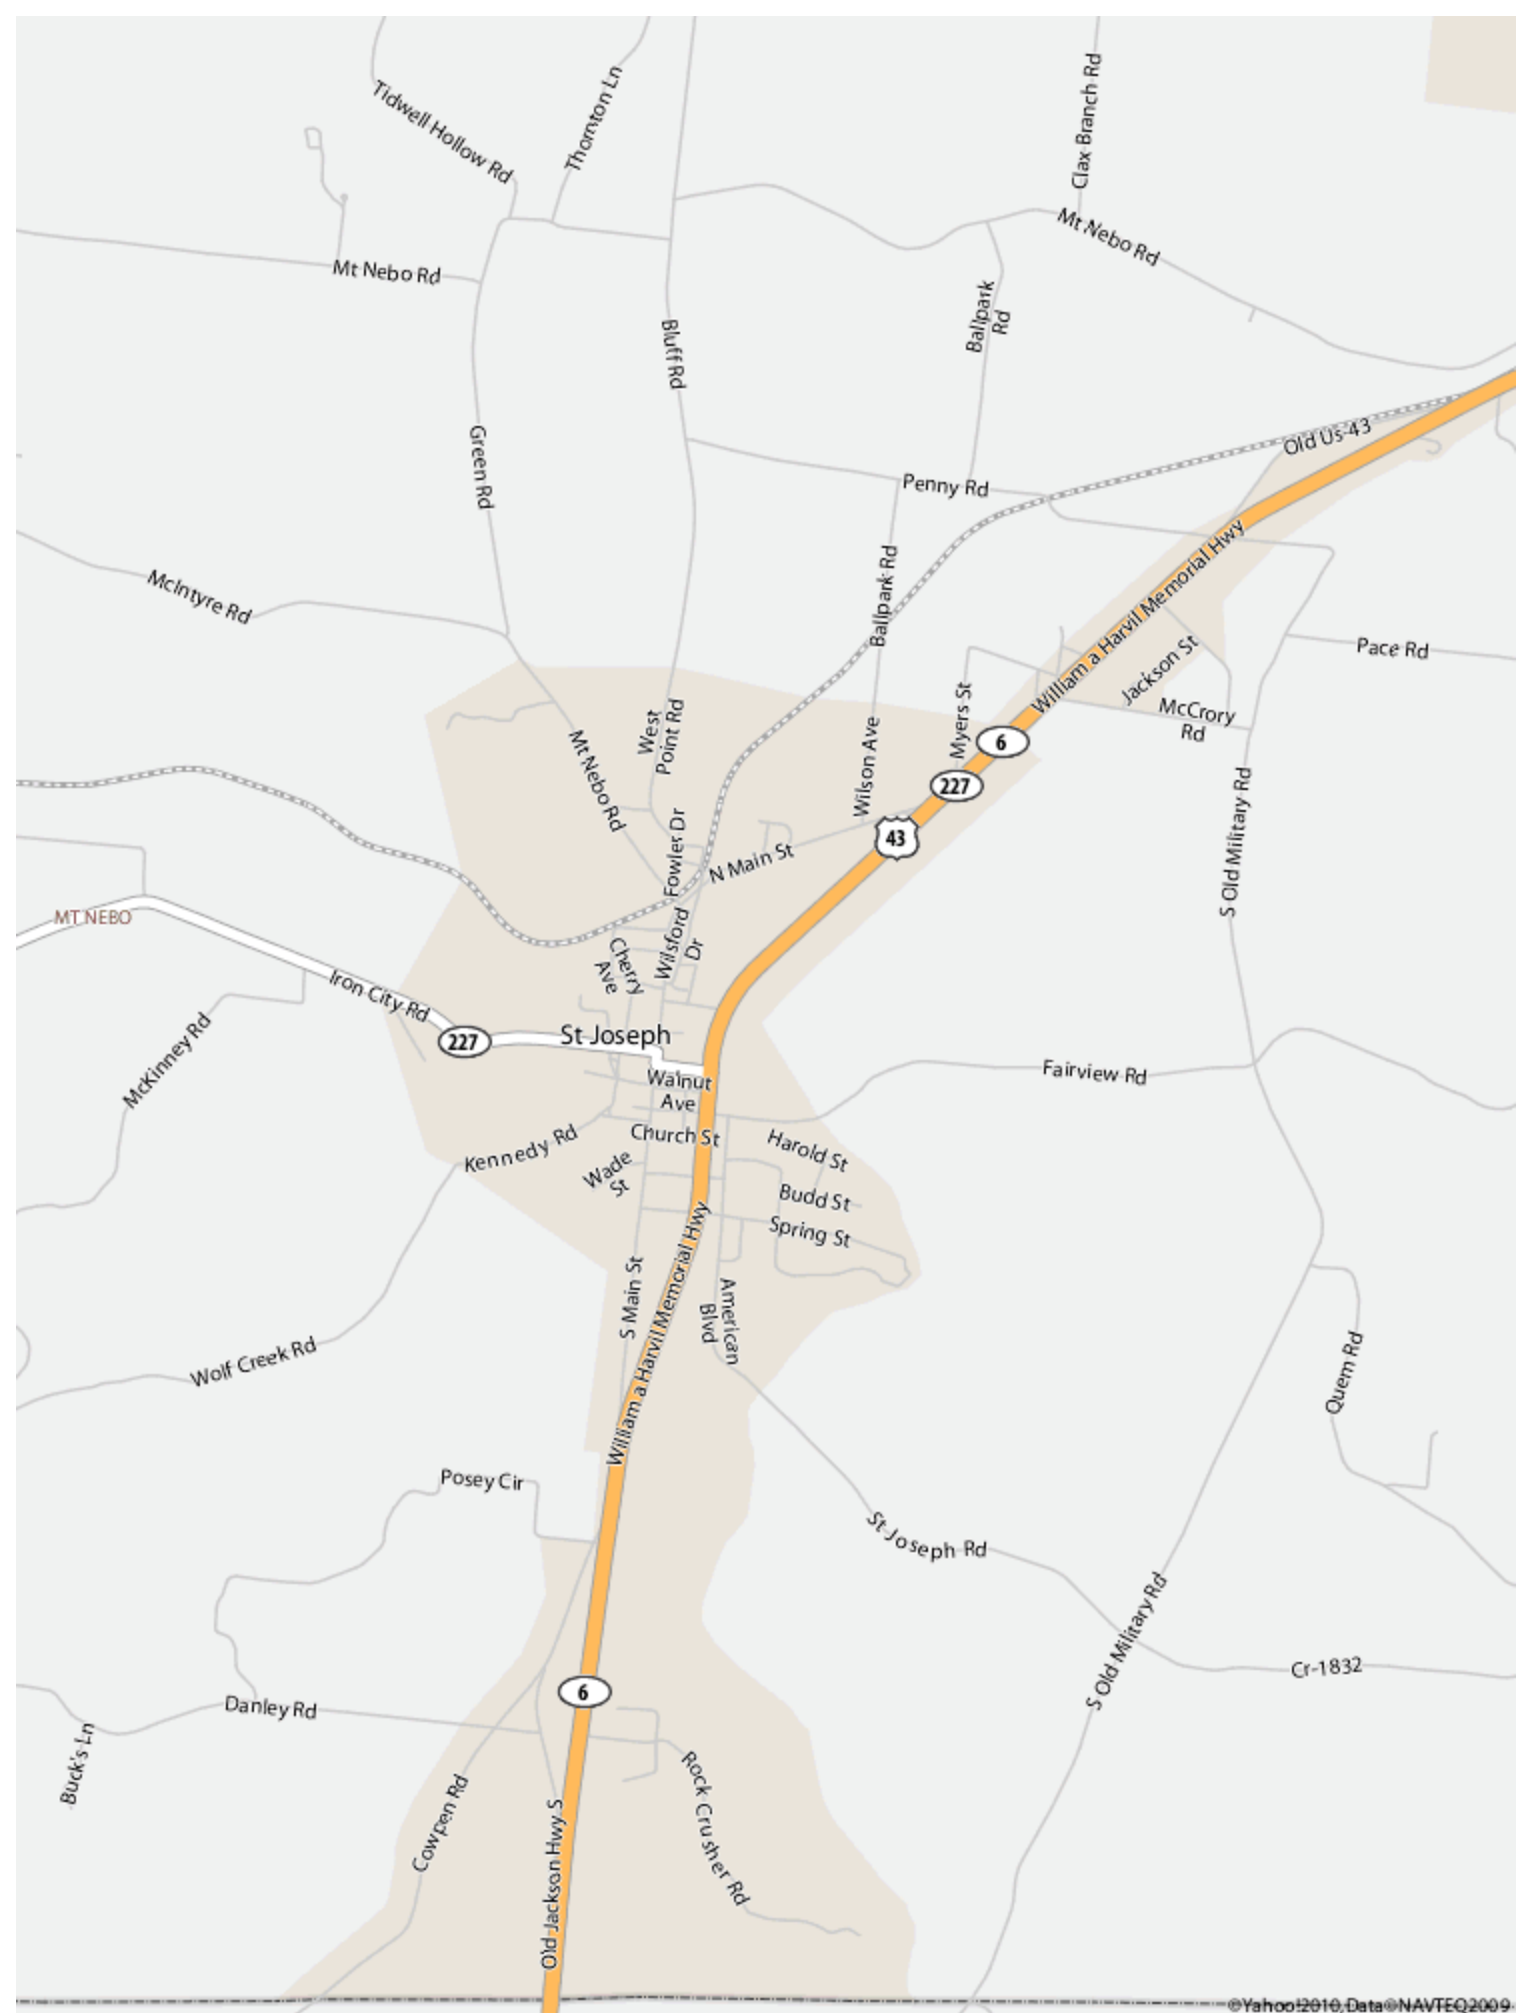 Tidwell Hollow Rd
Thornton Ln
Clax Branch Rd
Mt Nebo Rd
Mt Nebo Rd
Ballpark
Rd
Bluff Rd
Green Rd
Old Us-43
Penny Rd
McIntyre Rd
Ballpark Rd
William a Harvil Memorial Hwy
Pace Rd
Jackson St
McCrory
Rd
West
Point Rd
Myers St
6
Mt Nebo Rd
Wilson Ave
227
43
S Old Military Rd
Fowler Dr
N Main St
MT NEBO
Wilsford
Dr
Cherry
Ave
Iron City Rd
227
St Joseph
McKinney Rd
Walnut
Ave
Fairview Rd
Church St
Kennedy Rd
Harold St
Wade
St
Budd St
Spring St
S Main St
William a Harvil Memorial Hwy
American
Blvd
Wolf Creek Rd
Quem Rd
Posey Cir
St Joseph Rd
S Old Military Rd
Cr-1832
6
Danley Rd
Buck's Ln
Cowpen Rd
Rock Crusher Rd
Old Jackson Hwy S
©Yahoo!2010,Data©NAVTEQ2009